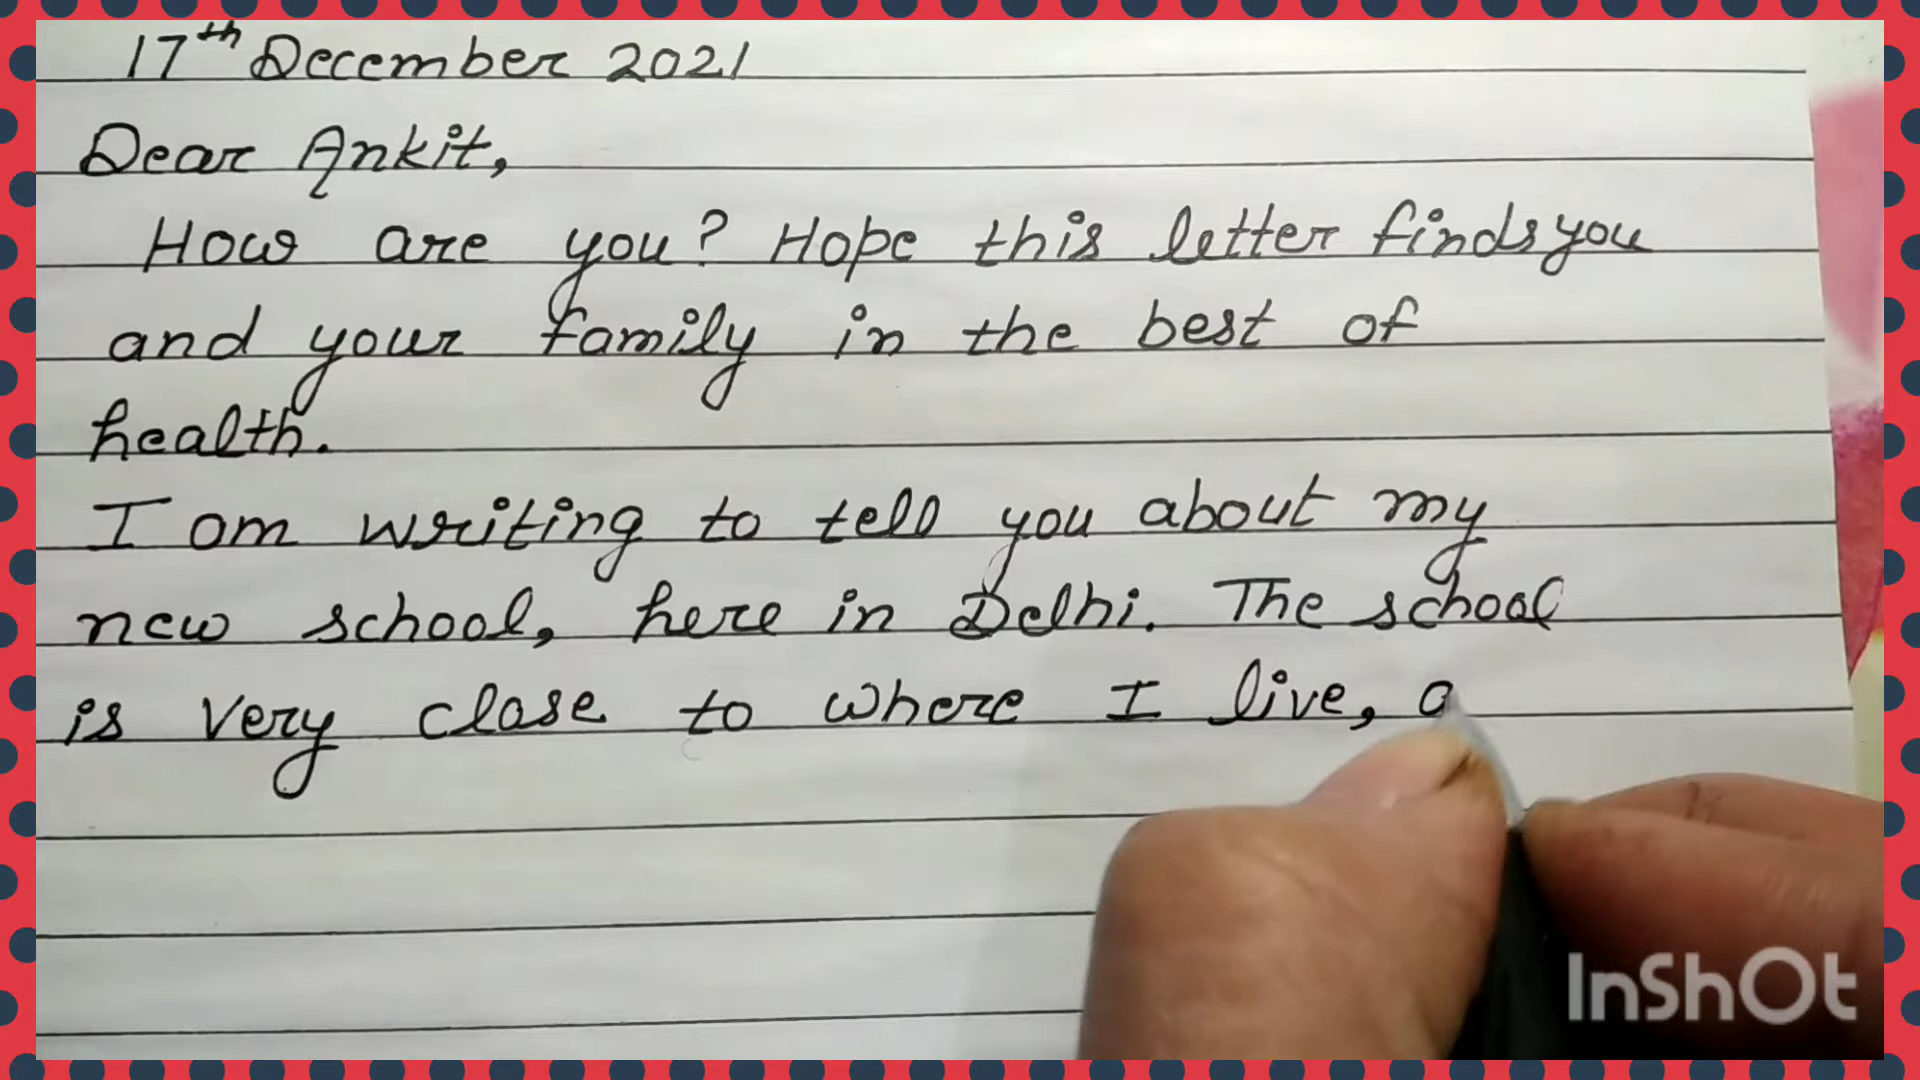 17th December 2021
Dear Ankit,
How are you? Hope this letter finds you
and your family in the best of
health.
I am writing to tell you about my
new school, here in Delhi. The school
is very close to where I live, a
InShOt